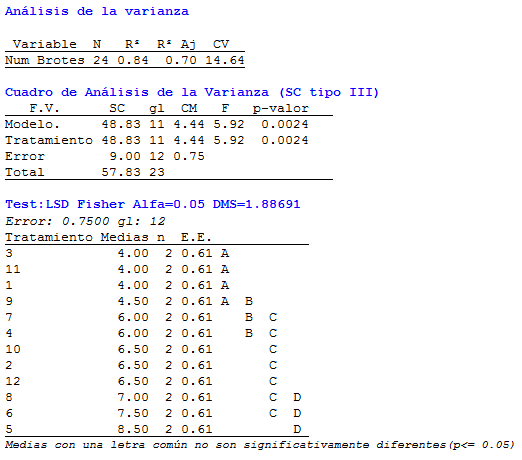 Análisis de la varianza
Variable N R² R² Aj CV
Num Brotes 24 0.84 0.70 14.64
Cuadro de Análisis de la Varianza (SC tipo III)
F.V. SC gl CM F p-valor
Modelo. 48.83 11 4.44 5.92 0.0024
Tratamiento 48.83 11 4.44 5.92 0.0024
Error 9.00 12 0.75
Total 57.83 23
Test:LSD Fisher Alfa=0.05 DMS=1.88691
Error: 0.7500 gl: 12
Tratamiento Medias n E.E.
3 4.00 2 0.61 A
11 4.00 2 0.61 A
1 4.00 2 0.61 A
9 4.50 2 0.61 A B
7 6.00 2 0.61 B C
4 6.00 2 0.61 B C
10 6.50 2 0.61 C
2 6.50 2 0.61 C
12 6.50 2 0.61 C
8 7.00 2 0.61 C D
6 7.50 2 0.61 C D
5 8.50 2 0.61 D
Medias con una letra común no son significativamente diferentes(p<= 0.05)